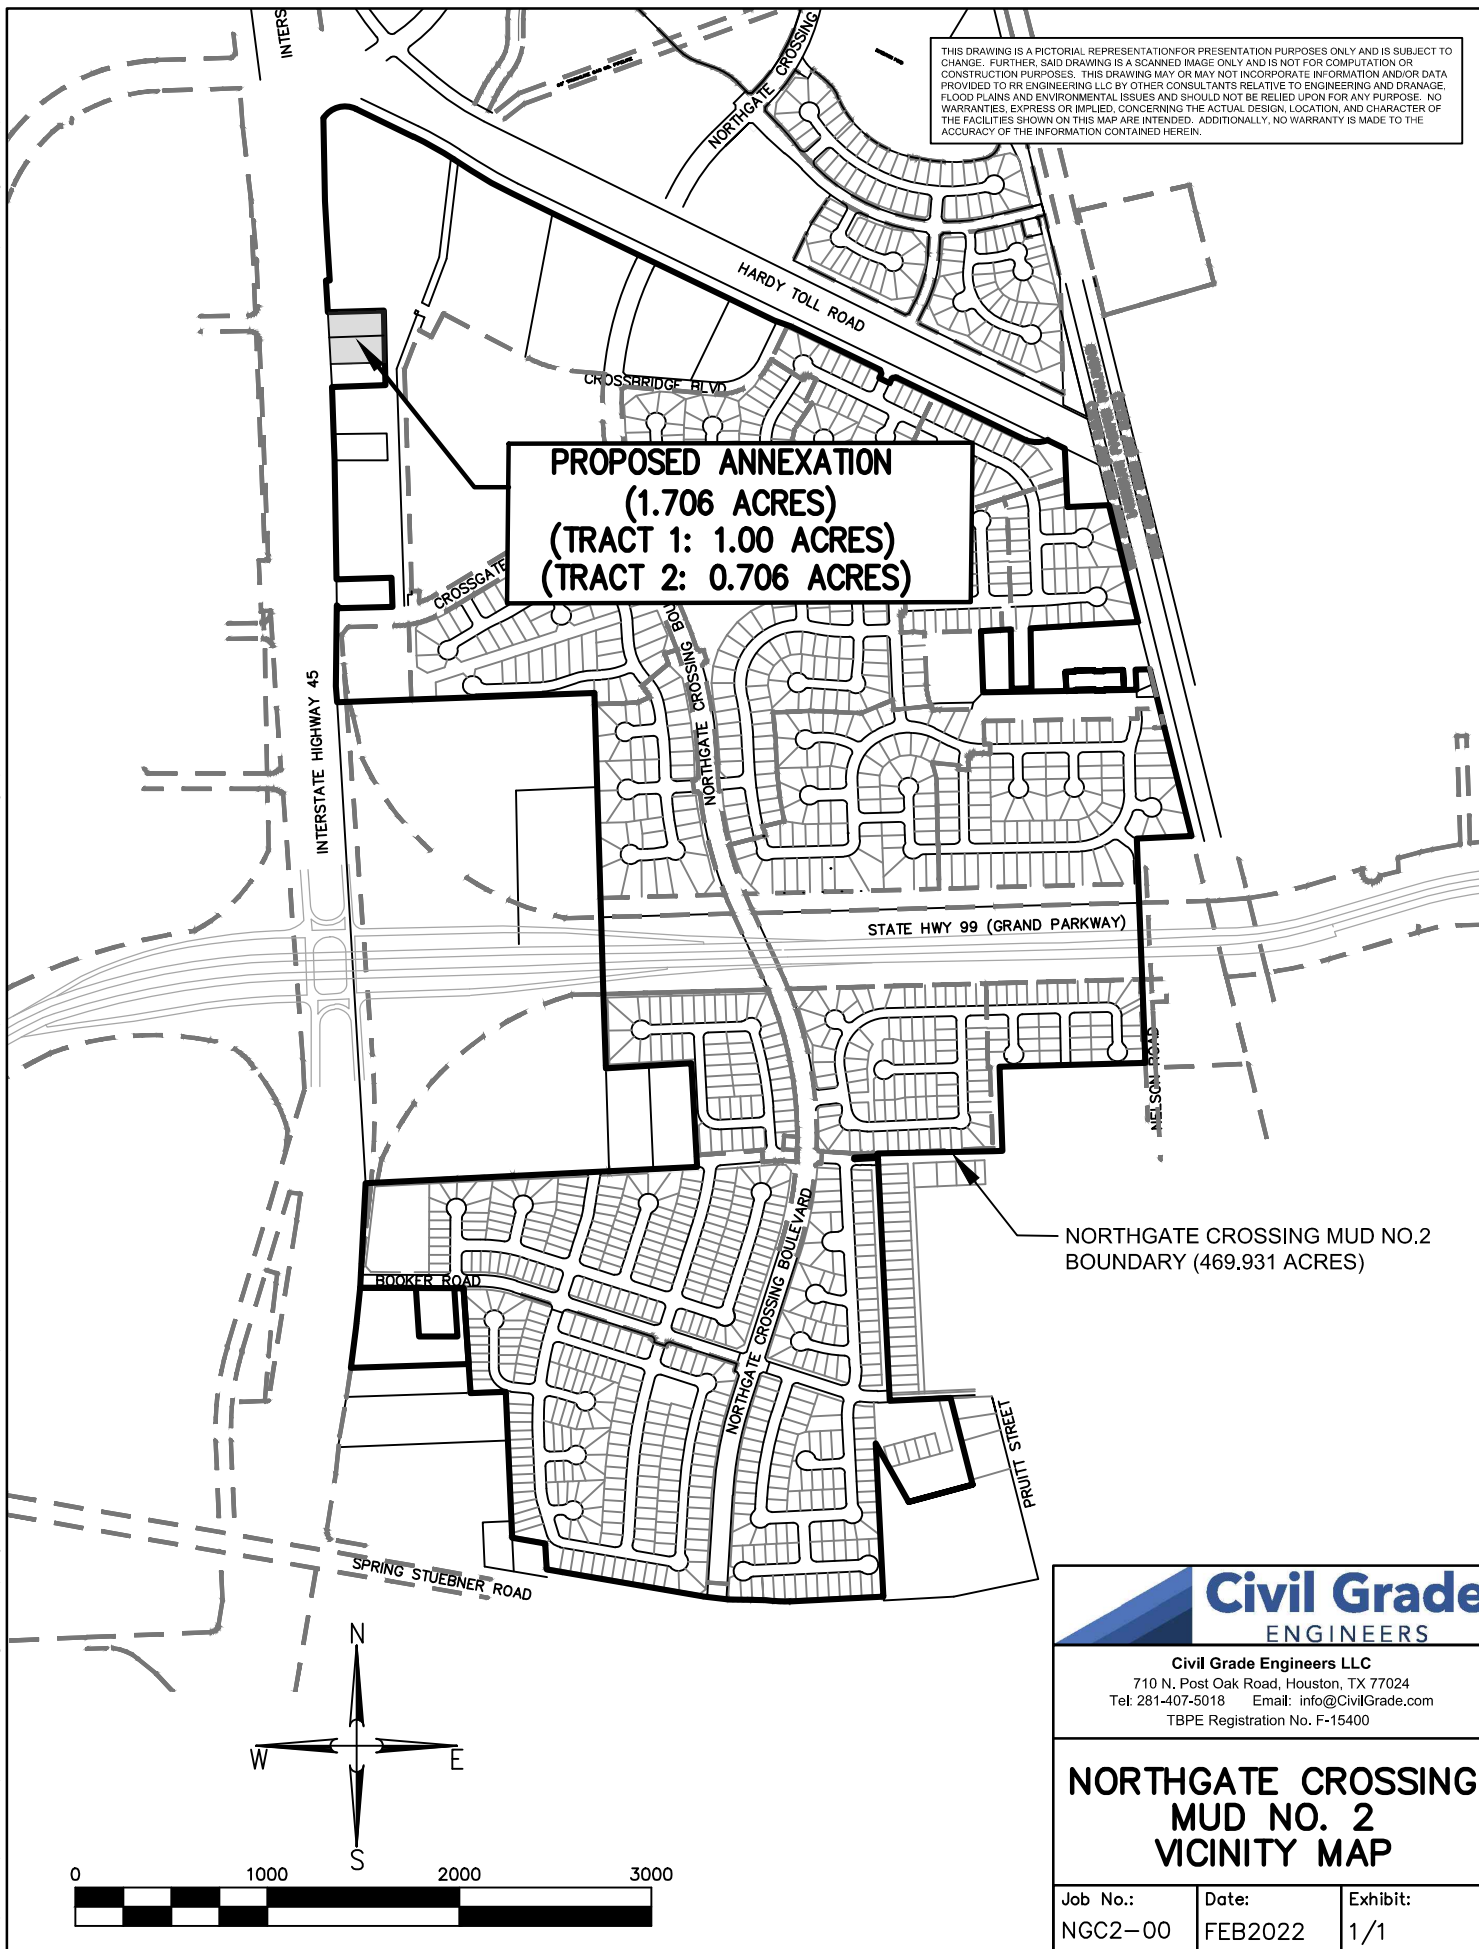 INTERS
NORTHGATE CROSSING
THIS DRAWING IS A PICTORIAL REPRESENTATIONFOR PRESENTATION PURPOSES ONLY AND IS SUBJECT TO
CHANGE. FURTHER, SAID DRAWING IS A SCANNED IMAGE ONLY AND IS NOT FOR COMPUTATION OR
CONSTRUCTION PURPOSES. THIS DRAWING MAY OR MAY NOT INCORPORATE INFORMATION AND/OR DATA
PROVIDED TO RR ENGINEERING LLC BY OTHER CONSULTANTS RELATIVE TO ENGINEERING AND DRANAGE,
FLOOD PLAINS AND ENVIRONMENTAL ISSUES AND SHOULD NOT BE RELIED UPON FOR ANY PURPOSE. NO
WARRANTIES, EXPRESS OR IMPLIED, CONCERNING THE ACTUAL DESIGN, LOCATION, AND CHARACTER OF
THE FACILITIES SHOWN ON THIS MAP ARE INTENDED. ADDITIONALLY, NO WARRANTY IS MADE TO THE
ACCURACY OF THE INFORMATION CONTAINED HEREIN.
HARDY TOLL ROAD
CROSSBRIDGE BLVD
PROPOSED ANNEXATION
(1.706 ACRES)
(TRACT 1: 1.00 ACRES)
(TRACT 2: 0.706 ACRES)
CROSSGATE
INTERSTATE HIGHWAY 45
NORTHGATE CROSSING BOU
STATE HWY 99 (GRAND PARKWAY)
NELSON ROAD
NORTHGATE CROSSING BOULEVARD
NORTHGATE CROSSING MUD NO.2
BOUNDARY (469.931 ACRES)
BOOKER ROAD
PRUITT STREET
SPRING STUEBNER ROAD
N
W
E
S
0 1000 2000 3000
Civil Grade
ENGINEERS
Civil Grade Engineers LLC
710 N. Post Oak Road, Houston, TX 77024
Tel: 281-407-5018 Email: info@CivilGrade.com
TBPE Registration No. F-15400
NORTHGATE CROSSING
MUD NO. 2
VICINITY MAP
Job No.: Date: Exhibit:
NGC2-00 FEB2022 1/1